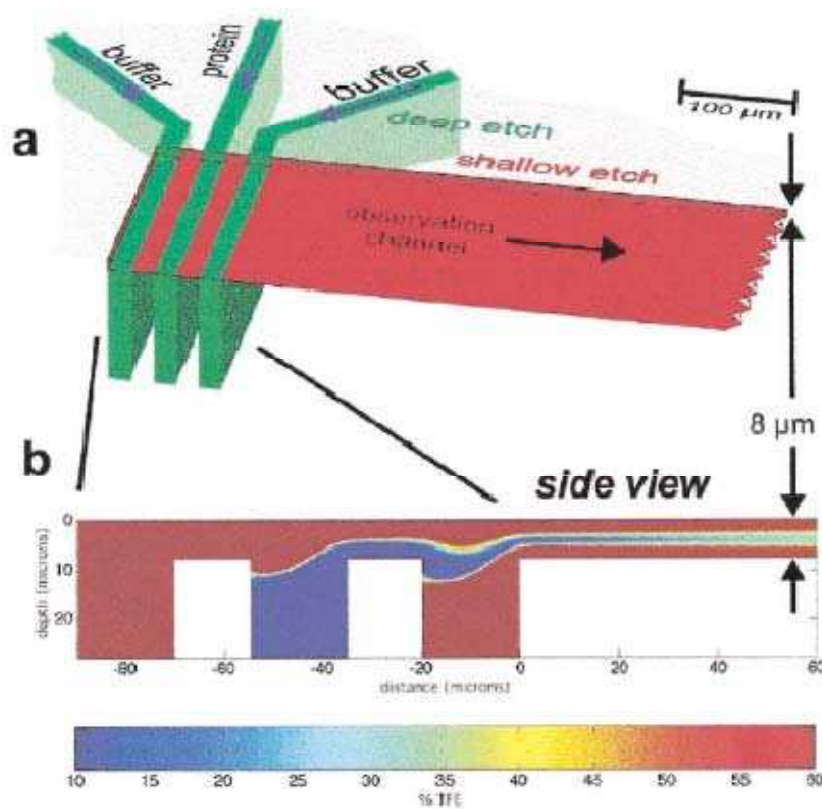 buffer
protein
buffer
100 µm
a
deep etch
shallow etch
observation
channel
8 µm
b
side view
0
10
20
depth (microns)
-80
-60
-40
-20
0
20
40
60
distance (microns)
10
15
20
25
30
35
40
45
50
55
60
% TFE